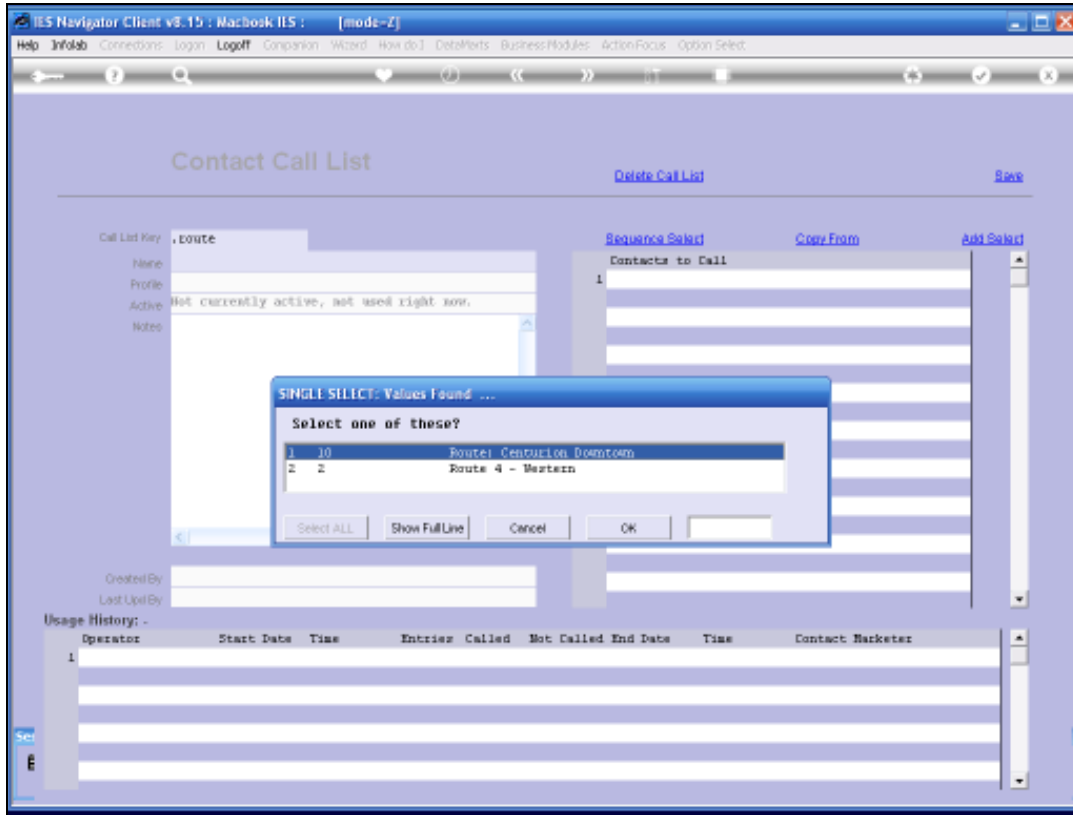 IES Navigator Client v8.15 : Macbook IES : [mode=Z]
Help Infolab Connections Logon Logoff Companion Wizard How do I DataAlerts Business Modules Action Focus Option Select
Contact Call List
Delete Call List Save
Call List Key .route
Sequence Select Copy From Add Select
Name
Contacts to Call
Profile
1
Active Not currently active, not used right now.
Notes
SINGLE SELECT: Values Found ...
Select one of these?
1 10 Route: Centurion Downtown
2 2 Route 4 - Western
Select ALL Show Full Line Cancel OK
Created By
Last Upd By
Usage History: -
Operator Start Date Time Entries Called Not Called End Date Time Contact Marketer
1